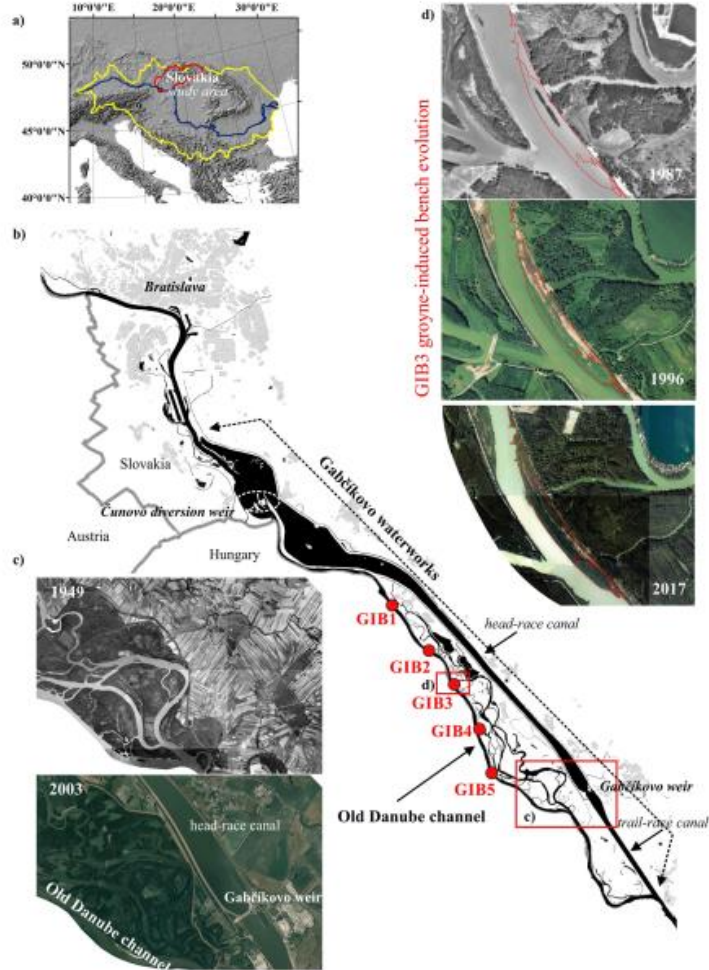 a)
10°0'0"E
20°0'0"E
30°0'0"E
50°0'0"N
45°0'0"N
40°0'0"N
Slovakia
study area
b)
Bratislava
Slovakia
Čunovo diversion weir
Austria
Hungary
Gabčíkovo waterworks
head-race canal
GIB1
GIB2
d)
GIB3
GIB4
GIB5
Old Danube channel
c)
Gabčíkovo weir
trail-race canal
c)
1949
2003
head-race canal
Gabčíkovo weir
Old Danube channel
d)
GIB3 groyne-induced bench evolution
1987
1996
2017